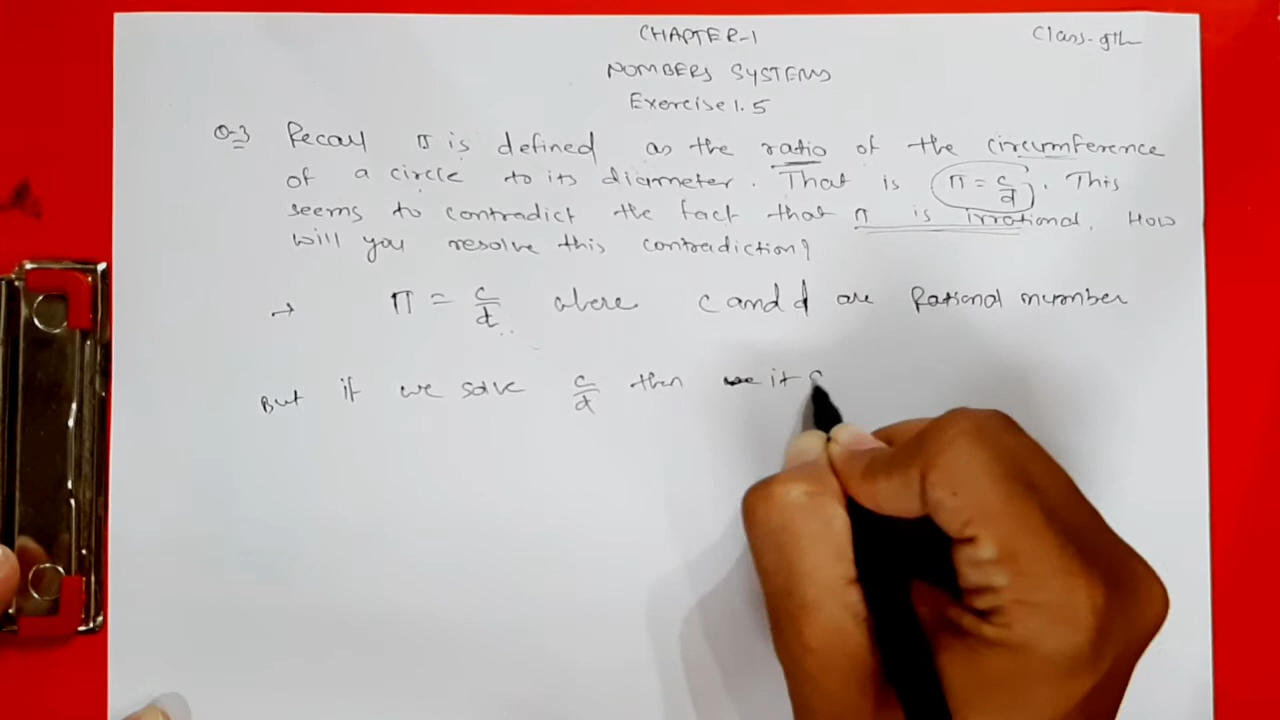 CHAPTER-1
Class-9th
NUMBERS SYSTEMS
Exercise 1.5
Q-3 Recall π is defined as the ratio of the circumference
of a circle to its diameter. That is π = c/d. This
seems to contradict the fact that π is irrational. How
will you resolve this contradiction?
→ π = c/d where c and d are Rational number
But if we solve c/d then it